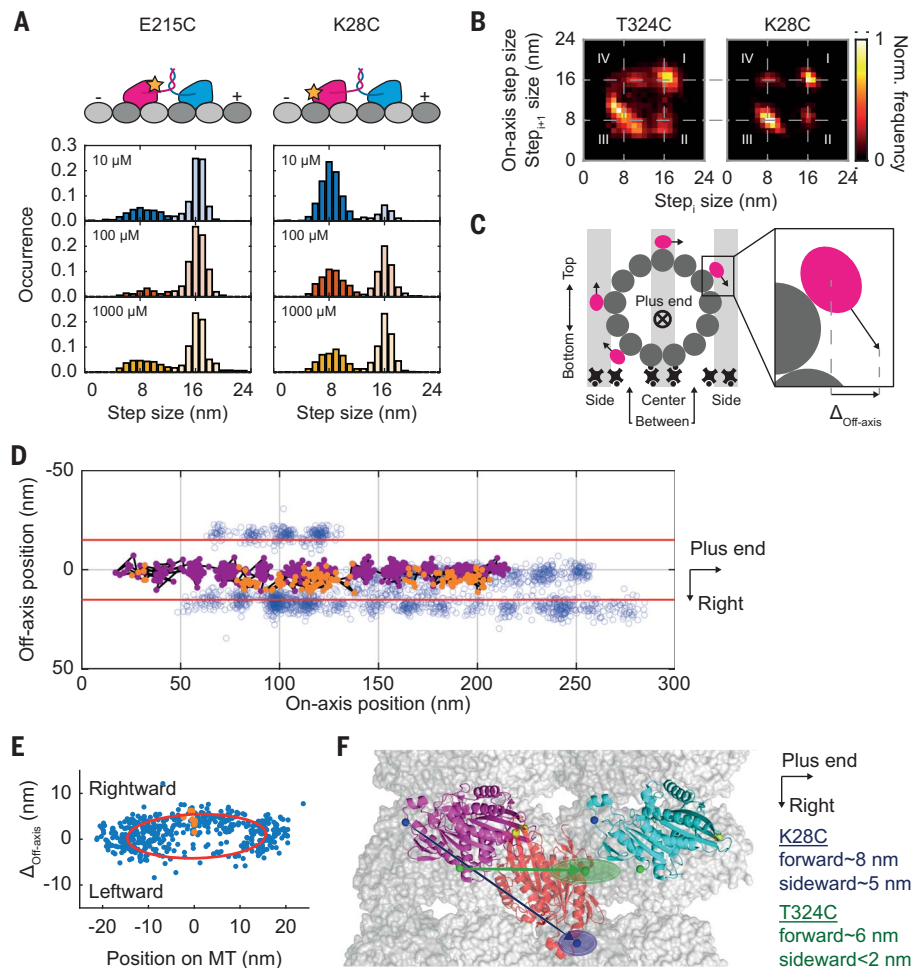 A
E215C
K28C
- + - +
10 µM
10 µM
100 µM
100 µM
1000 µM
1000 µM
Occurrence
0.3
0.2
0.1
0.0
0.2
0.1
0.0
0.2
0.1
0.0
0 8 16 24
0 8 16 24
Step size (nm)
Step size (nm)
B
T324C
K28C
On-axis step size
Step i+1 size (nm)
24
16
8
0
IV I
III II
IV I
III II
0 8 16 24
0 8 16 24
Step i size (nm)
1
0
Norm. frequency
C
Top
Bottom
Plus end
Side Center Side
Between
Δ Off-axis
D
Off-axis position (nm)
-50
0
50
0 50 100 150 200 250 300
On-axis position (nm)
Plus end
Right
E
Δ Off-axis (nm)
10
0
-10
Rightward
Leftward
-20 -10 0 10 20
Position on MT (nm)
F
Plus end
Right
K28C
forward~8 nm
sideward~5 nm
T324C
forward~6 nm
sideward<2 nm